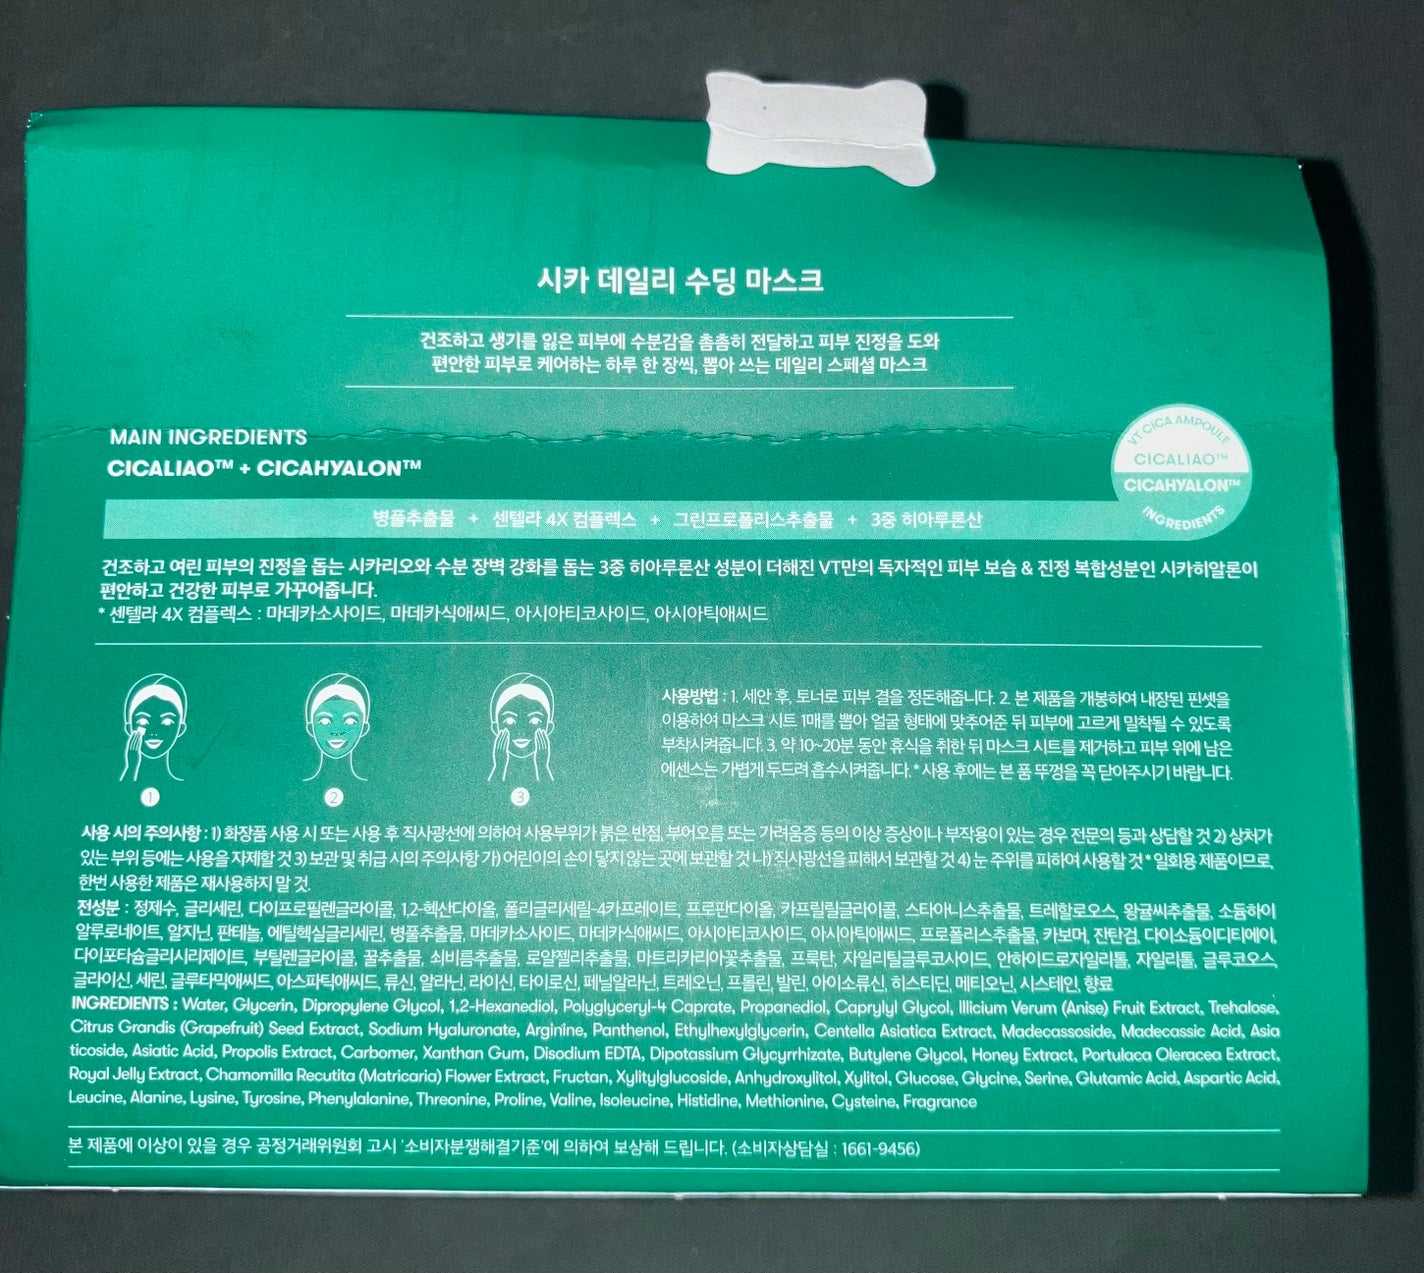 시카 데일리 수딩 마스크
건조하고 생기를 잃은 피부에 수분감을 촘촘히 전달하고 피부 진정을 도와
편안한 피부로 케어하는 하루 한 장씩, 뽑아 쓰는 데일리 스페셜 마스크
MAIN INGREDIENTS
CICALIAO™ + CICAHYALON™
VT CICA AMPOULE
CICALIAO™
CICAHYALON™
INGREDIENTS
병풀추출물 + 센텔라 4X 컴플렉스 + 그린프로폴리스추출물 + 3중 히아루론산
건조하고 여린 피부의 진정을 돕는 시카리오와 수분 장벽 강화를 돕는 3중 히아루론산 성분이 더해진 VT만의 독자적인 피부 보습 & 진정 복합성분인 시카히알론이
편안하고 건강한 피부로 가꾸어줍니다.
* 센텔라 4X 컴플렉스 : 마데카소사이드, 마데카식애씨드, 아시아티코사이드, 아시아틱애씨드
1 2 3
사용방법 : 1. 세안 후, 토너로 피부 결을 정돈해줍니다. 2. 본 제품을 개봉하여 내장된 핀셋을
이용하여 마스크 시트 1매를 뽑아 얼굴 형태에 맞추어준 뒤 피부에 고르게 밀착될 수 있도록
부착시켜줍니다. 3. 약 10~20분 동안 휴식을 취한 뒤 마스크 시트를 제거하고 피부 위에 남은
에센스는 가볍게 두드려 흡수시켜줍니다. * 사용 후에는 본 품 뚜껑을 꼭 닫아주시기 바랍니다.
사용 시의 주의사항 : 1) 화장품 사용 시 또는 사용 후 직사광선에 의하여 사용부위가 붉은 반점, 부어오름 또는 가려움증 등의 이상 증상이나 부작용이 있는 경우 전문의 등과 상담할 것 2) 상처가
있는 부위 등에는 사용을 자제할 것 3) 보관 및 취급 시의 주의사항 가) 어린이의 손이 닿지 않는 곳에 보관할 것 나) 직사광선을 피해서 보관할 것 4) 눈 주위를 피하여 사용할 것 * 일회용 제품이므로,
한번 사용한 제품은 재사용하지 말 것.
전성분 : 정제수, 글리세린, 다이프로필렌글라이콜, 1,2-헥산다이올, 폴리글리세릴-4카프레이트, 프로판다이올, 카프릴릴글라이콜, 스타아니스추출물, 트레할로오스, 왕귤씨추출물, 소듐하이
알루로네이트, 알지닌, 판테놀, 에틸헥실글리세린, 병풀추출물, 마데카소사이드, 마데카식애씨드, 아시아티코사이드, 아시아틱애씨드, 프로폴리스추출물, 카보머, 잔탄검, 다이소듐이디티에이,
다이포타슘글리시리제이트, 부틸렌글라이콜, 꿀추출물, 쇠비름추출물, 로얄젤리추출물, 마트리카리아꽃추출물, 프룩탄, 자일리틸글루코사이드, 안하이드로자일리톨, 자일리톨, 글루코오스,
글라이신, 세린, 글루타믹애씨드, 아스파틱애씨드, 류신, 알라닌, 라이신, 타이로신, 페닐알라닌, 트레오닌, 프롤린, 발린, 아이소류신, 히스티딘, 메티오닌, 시스테인, 향료
INGREDIENTS : Water, Glycerin, Dipropylene Glycol, 1,2-Hexanediol, Polyglyceryl-4 Caprate, Propanediol, Caprylyl Glycol, Illicium Verum (Anise) Fruit Extract, Trehalose,
Citrus Grandis (Grapefruit) Seed Extract, Sodium Hyaluronate, Arginine, Panthenol, Ethylhexylglycerin, Centella Asiatica Extract, Madecassoside, Madecassic Acid, Asia
ticoside, Asiatic Acid, Propolis Extract, Carbomer, Xanthan Gum, Disodium EDTA, Dipotassium Glycyrrhizate, Butylene Glycol, Honey Extract, Portulaca Oleracea Extract,
Royal Jelly Extract, Chamomilla Recutita (Matricaria) Flower Extract, Fructan, Xylitylglucoside, Anhydroxylitol, Xylitol, Glucose, Glycine, Serine, Glutamic Acid, Aspartic Acid,
Leucine, Alanine, Lysine, Tyrosine, Phenylalanine, Threonine, Proline, Valine, Isoleucine, Histidine, Methionine, Cysteine, Fragrance
본 제품에 이상이 있을 경우 공정거래위원회 고시 '소비자분쟁해결기준'에 의하여 보상해 드립니다. (소비자상담실 : 1661-9456)